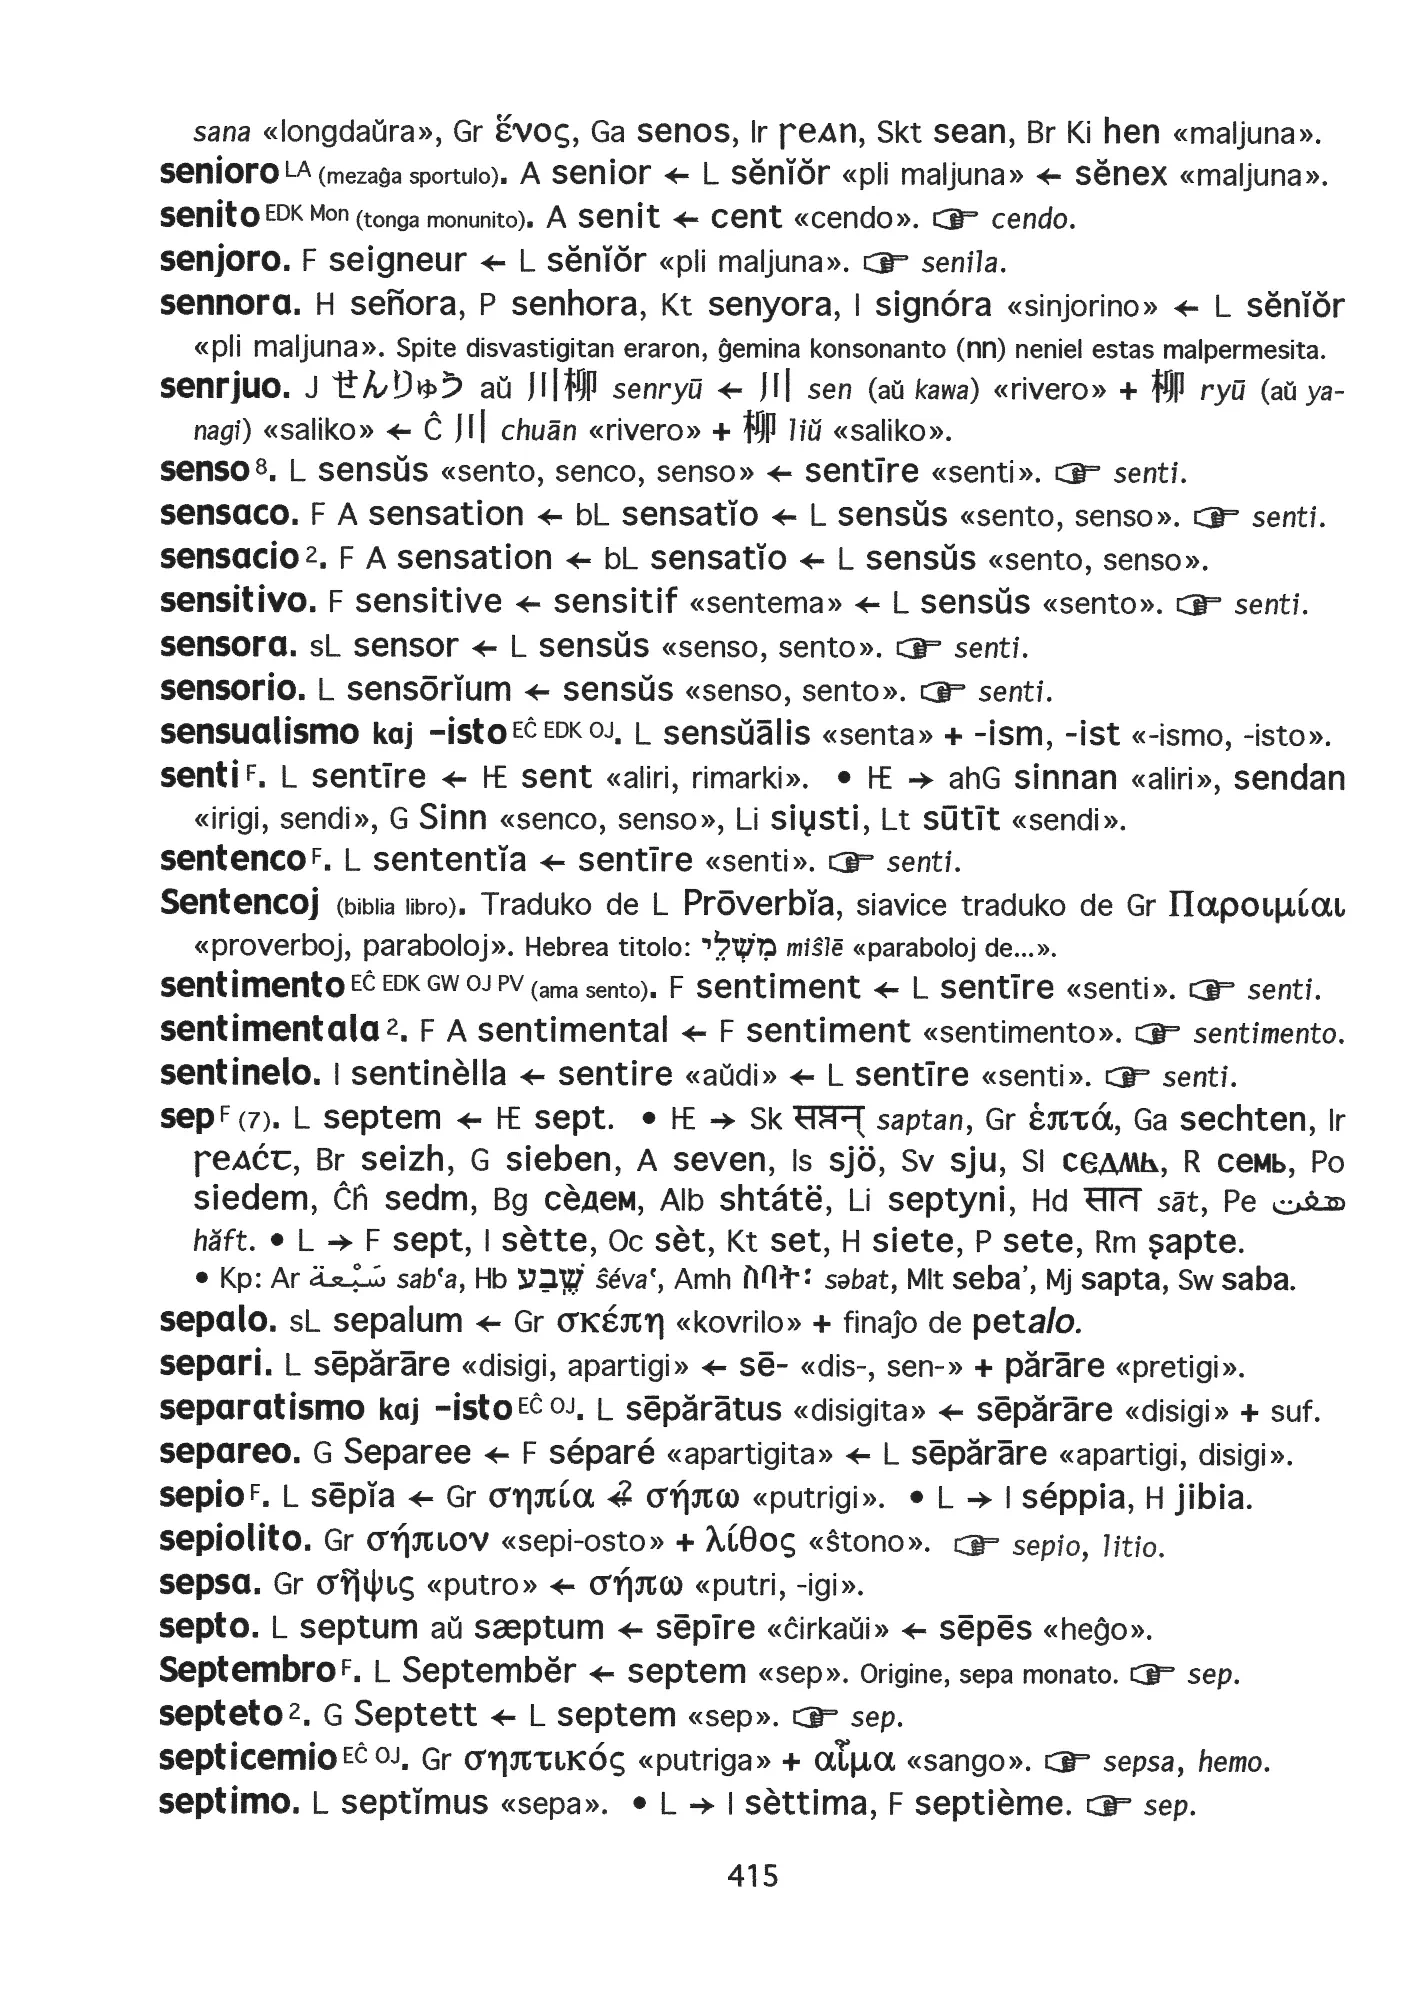 sana «longdaŭra», Gr ἕνος, Ga senos, Ir ꞃeʌn, Skt sean, Br Ki hen «maljuna».
senioro LA (mezaĝa sportulo). A senior ← L sĕnĭŏr «pli maljuna» ← sĕnex «maljuna».
senito EDK Mon (tonga monunito). A senit ← cent «cendo». ☞ cendo.
senjoro. F seigneur ← L sĕnĭŏr «pli maljuna». ☞ senila.
sennora. H señora, P senhora, Kt senyora, I signóra «sinjorino» ← L sĕnĭŏr
«pli maljuna». Spite disvastigitan eraron, ĝemina konsonanto (nn) neniel estas malpermesita.
senrjuo. J せんりゅう aŭ 川柳 senryū ← 川 sen (aŭ kawa) «rivero» + 柳 ryū (aŭ ya-
nagi) «saliko» ← Ĉ 川 chuān «rivero» + 柳 liŭ «saliko».
senso 8. L sensŭs «sento, senco, senso» ← sentīre «senti». ☞ senti.
sensaco. F A sensation ← bL sensatĭo ← L sensŭs «sento, senso». ☞ senti.
sensacio 2. F A sensation ← bL sensatĭo ← L sensŭs «sento, senso».
sensitivo. F sensitive ← sensitif «sentema» ← L sensŭs «sento». ☞ senti.
sensora. sL sensor ← L sensŭs «senso, sento». ☞ senti.
sensorio. L sensōrĭum ← sensŭs «senso, sento». ☞ senti.
sensualismo kaj -isto EĈ EDK OJ. L sensŭālis «senta» + -ism, -ist «-ismo, -isto».
senti F. L sentīre ← IE sent «aliri, rimarki». • IE → ahG sinnan «aliri», sendan
«irigi, sendi», G Sinn «senco, senso», Li siųsti, Lt sūtīt «sendi».
sentenco F. L sententĭa ← sentīre «senti». ☞ senti.
Sentencoj (biblia libro). Traduko de L Prōverbĭa, siavice traduko de Gr Παροιμίαι
«proverboj, paraboloj». Hebrea titolo: מִשְׁלֵי miŝlē «paraboloj de...».
sentimento EĈ EDK GW OJ PV (ama sento). F sentiment ← L sentīre «senti». ☞ senti.
sentimentala 2. F A sentimental ← F sentiment «sentimento». ☞ sentimento.
sentinelo. I sentinèlla ← sentire «aŭdi» ← L sentīre «senti». ☞ senti.
sep F (7). L septem ← IE sept. • IE → Sk सप्तन् saptan, Gr ἑπτά, Ga sechten, Ir
ꞃeʌċꞇ, Br seizh, G sieben, A seven, Is sjö, Sv sju, Sl седмь, R семь, Po
siedem, Ĉĥ sedm, Bg сѐдем, Alb shtátë, Li septyni, Hd सात sāt, Pe هفت
hăft. • L → F sept, I sètte, Oc sèt, Kt set, H siete, P sete, Rm şapte.
• Kp: Ar سَبْعة sabʿa, Hb שֶׁבַע ŝévaʿ, Amh ሰባት፡ səbat, Mlt seba’, Mj sapta, Sw saba.
sepalo. sL sepalum ← Gr σκέπη «kovrilo» + finaĵo de petalo.
separi. L sēpărāre «disigi, apartigi» ← sē- «dis-, sen-» + părāre «pretigi».
separatismo kaj -isto EĈ OJ. L sēpărātus «disigita» ← sēpărāre «disigi» + suf.
separeo. G Separee ← F séparé «apartigita» ← L sēpărāre «apartigi, disigi».
sepio F. L sēpĭa ← Gr σηπία ←? σήπω «putrigi». • L → I séppia, H jibia.
sepiolito. Gr σήπιον «sepi-osto» + λίθος «ŝtono». ☞ sepio, litio.
sepsa. Gr σῆψις «putro» ← σήπω «putri, -igi».
septo. L septum aŭ sæptum ← sēpīre «ĉirkaŭi» ← sēpēs «heĝo».
Septembro F. L Septembĕr ← septem «sep». Origine, sepa monato. ☞ sep.
septeto 2. G Septett ← L septem «sep». ☞ sep.
septicemio EĈ OJ. Gr σηπτικός «putriga» + αἷμα «sango». ☞ sepsa, hemo.
septimo. L septĭmus «sepa». • L → I sèttima, F septième. ☞ sep.
415